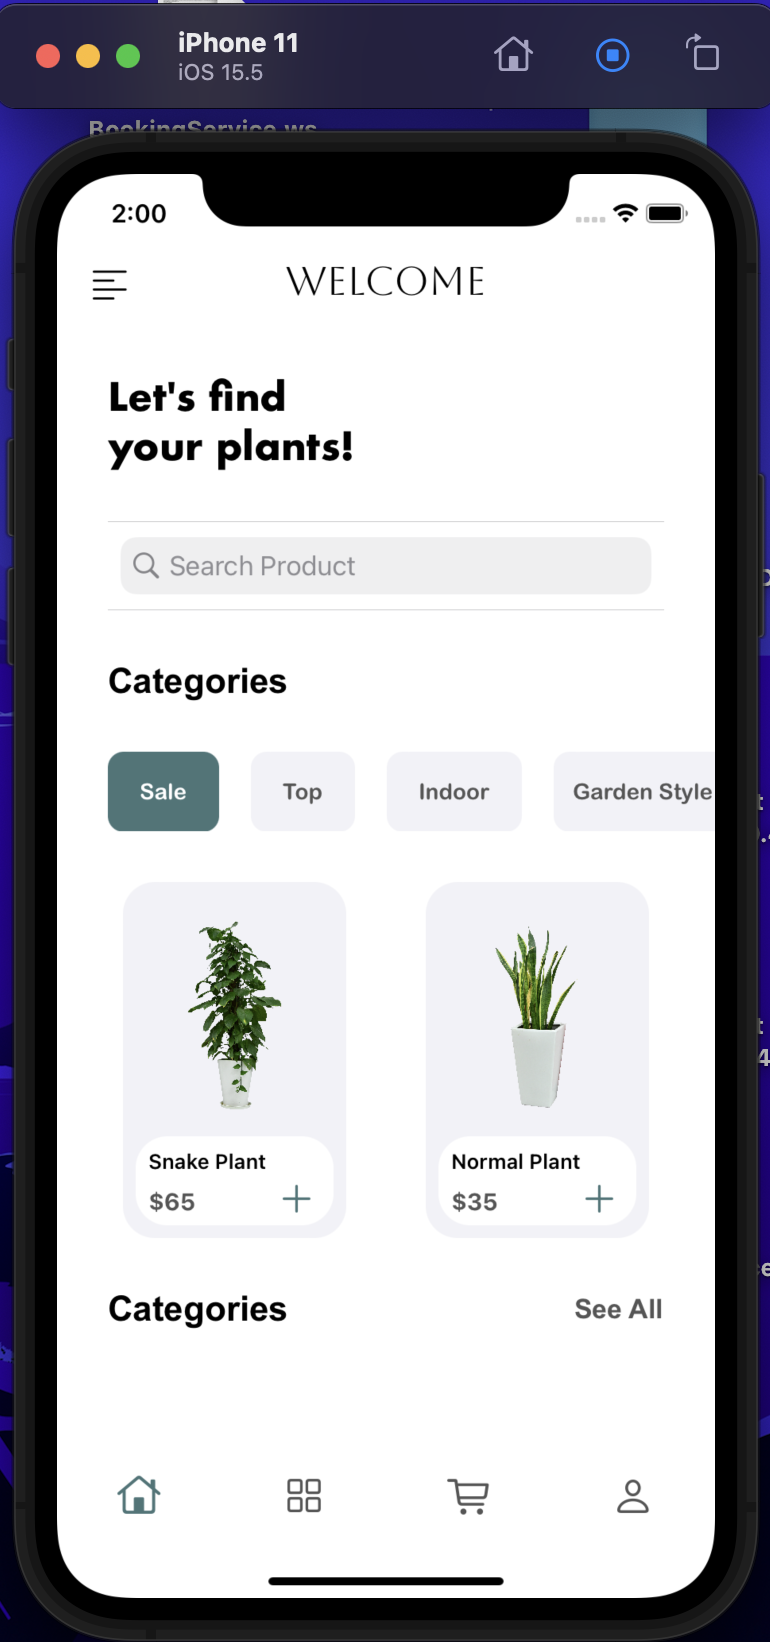 iPhone 11
iOS 15.5
BookingService.ws
2:00
WELCOME
Let's find
your plants!
Search Product
Categories
Sale Top Indoor Garden Style
Snake Plant Normal Plant
$65 $35
Categories See All